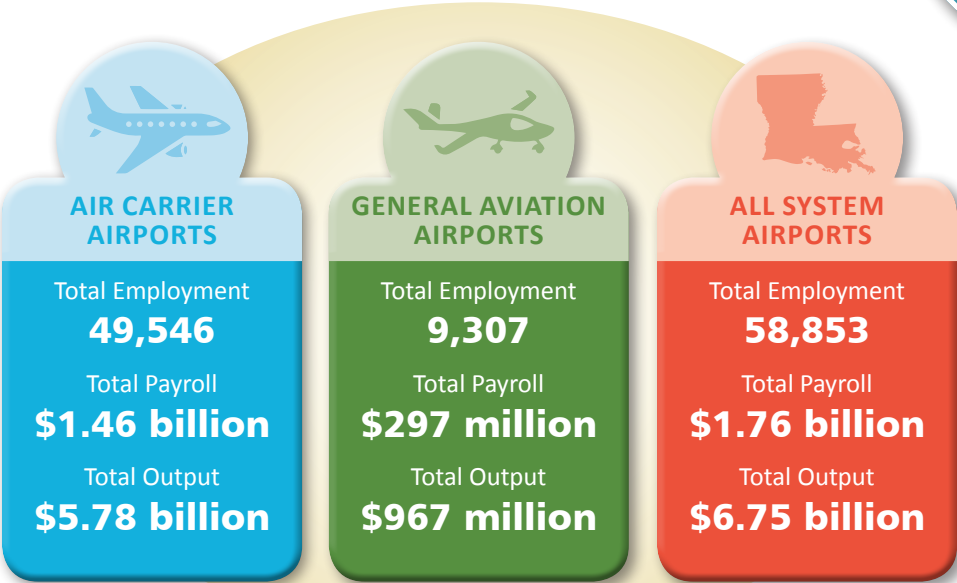 AIR CARRIER
AIRPORTS
Total Employment
49,546
Total Payroll
$1.46 billion
Total Output
$5.78 billion
GENERAL AVIATION
AIRPORTS
Total Employment
9,307
Total Payroll
$297 million
Total Output
$967 million
ALL SYSTEM
AIRPORTS
Total Employment
58,853
Total Payroll
$1.76 billion
Total Output
$6.75 billion